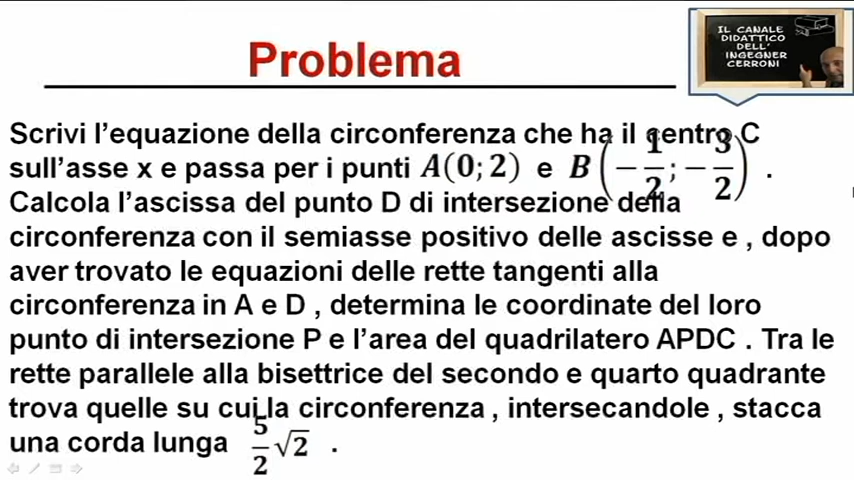 Problema
IL CANALE
DIDATTICO
DELL'
INGEGNER
CERRONI
Scrivi l'equazione della circonferenza che ha il centro C
sull'asse x e passa per i punti A(0; 2) e B(−1/2; −3/2) .
Calcola l'ascissa del punto D di intersezione della
circonferenza con il semiasse positivo delle ascisse e , dopo
aver trovato le equazioni delle rette tangenti alla
circonferenza in A e D , determina le coordinate del loro
punto di intersezione P e l'area del quadrilatero APDC . Tra le
rette parallele alla bisettrice del secondo e quarto quadrante
trova quelle su cui la circonferenza , intersecandole , stacca
una corda lunga 5/2 √2 .